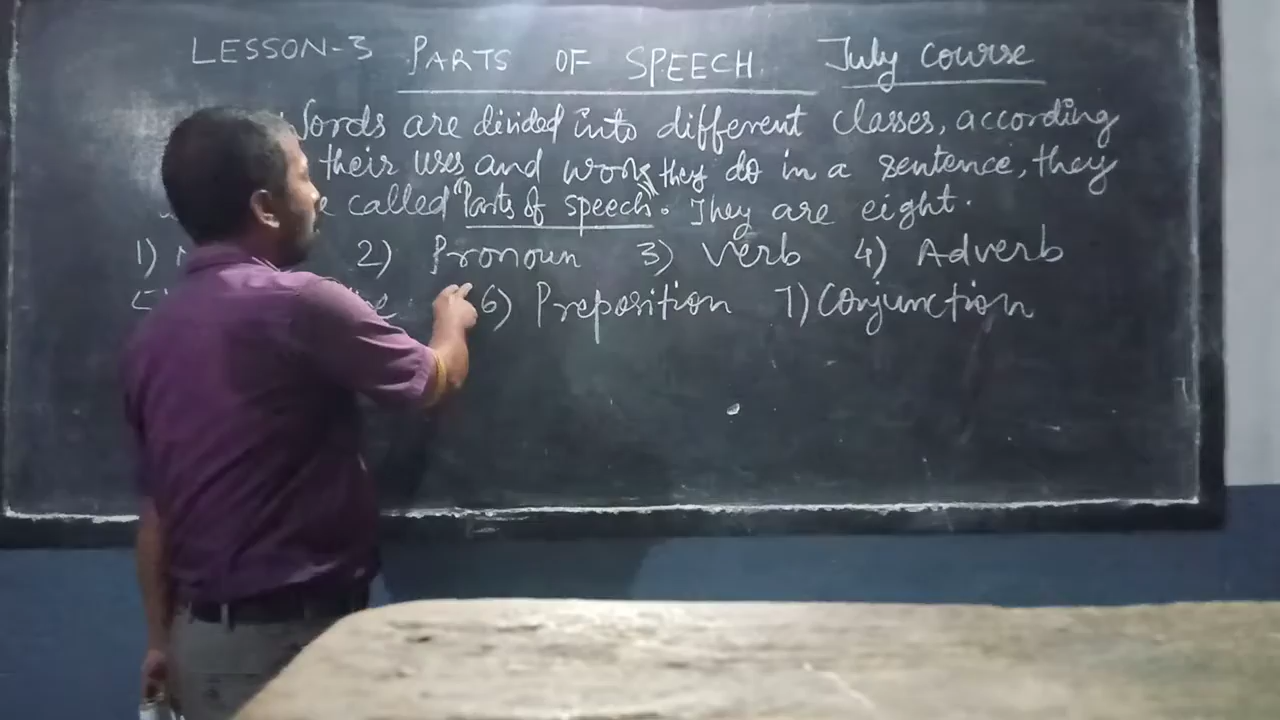 LESSON-3 PARTS OF SPEECH. July course
Words are divided into different classes, according
their uses and work they do in a sentence, they
called "Parts of speech". They are eight.
1) 2) Pronoun 3) Verb 4) Adverb
6) Preposition 7) Conjunction